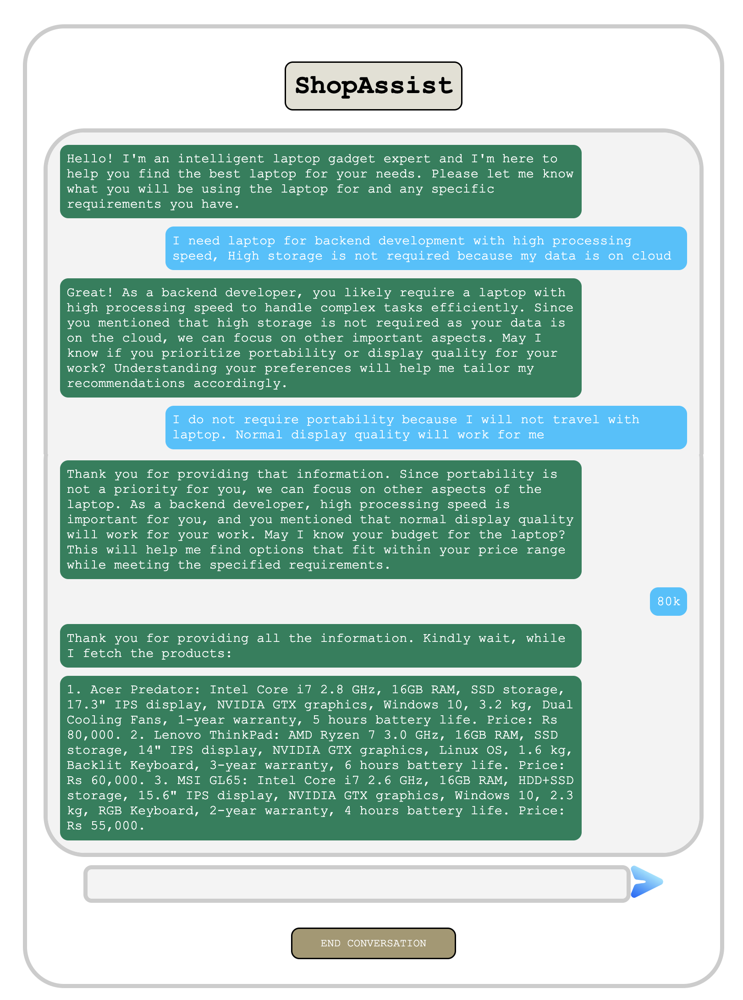 ShopAssist
Hello! I'm an intelligent laptop gadget expert and I'm here to
help you find the best laptop for your needs. Please let me know
what you will be using the laptop for and any specific
requirements you have.
I need laptop for backend development with high processing
speed, High storage is not required because my data is on cloud
Great! As a backend developer, you likely require a laptop with
high processing speed to handle complex tasks efficiently. Since
you mentioned that high storage is not required as your data is
on the cloud, we can focus on other important aspects. May I
know if you prioritize portability or display quality for your
work? Understanding your preferences will help me tailor my
recommendations accordingly.
I do not require portability because I will not travel with
laptop. Normal display quality will work for me
Thank you for providing that information. Since portability is
not a priority for you, we can focus on other aspects of the
laptop. As a backend developer, high processing speed is
important for you, and you mentioned that normal display quality
will work for your work. May I know your budget for the laptop?
This will help me find options that fit within your price range
while meeting the specified requirements.
80k
Thank you for providing all the information. Kindly wait, while
I fetch the products:
1. Acer Predator: Intel Core i7 2.8 GHz, 16GB RAM, SSD storage,
17.3" IPS display, NVIDIA GTX graphics, Windows 10, 3.2 kg, Dual
Cooling Fans, 1-year warranty, 5 hours battery life. Price: Rs
80,000. 2. Lenovo ThinkPad: AMD Ryzen 7 3.0 GHz, 16GB RAM, SSD
storage, 14" IPS display, NVIDIA GTX graphics, Linux OS, 1.6 kg,
Backlit Keyboard, 3-year warranty, 6 hours battery life. Price:
Rs 60,000. 3. MSI GL65: Intel Core i7 2.6 GHz, 16GB RAM, HDD+SSD
storage, 15.6" IPS display, NVIDIA GTX graphics, Windows 10, 2.3
kg, RGB Keyboard, 2-year warranty, 4 hours battery life. Price:
Rs 55,000.
END CONVERSATION